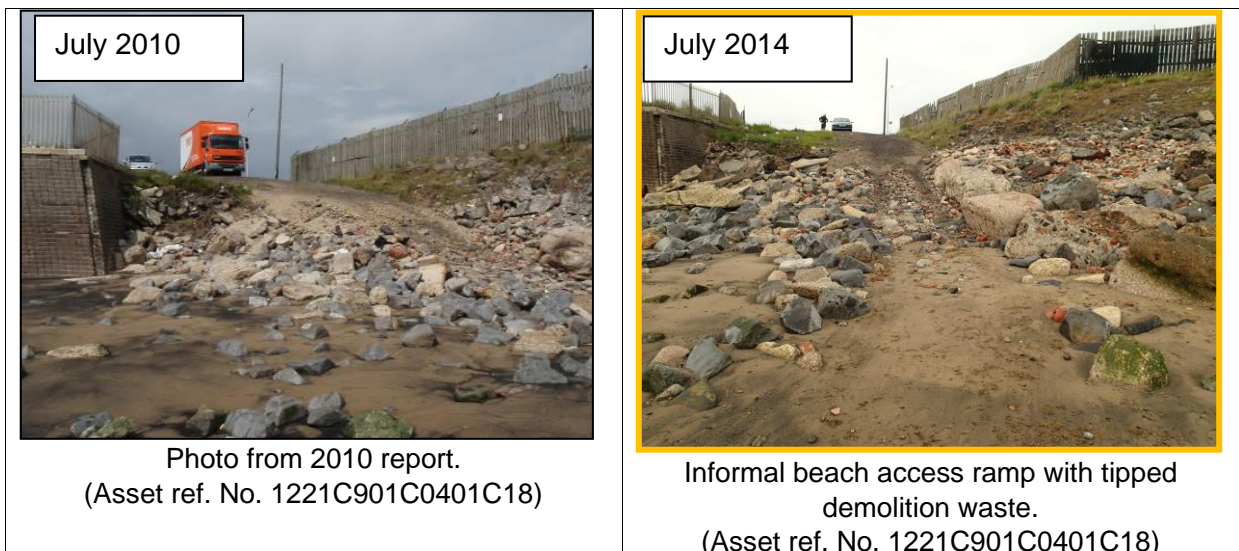 July 2010
July 2014
Photo from 2010 report.
(Asset ref. No. 1221C901C0401C18)
Informal beach access ramp with tipped
demolition waste.
(Asset ref. No. 1221C901C0401C18)